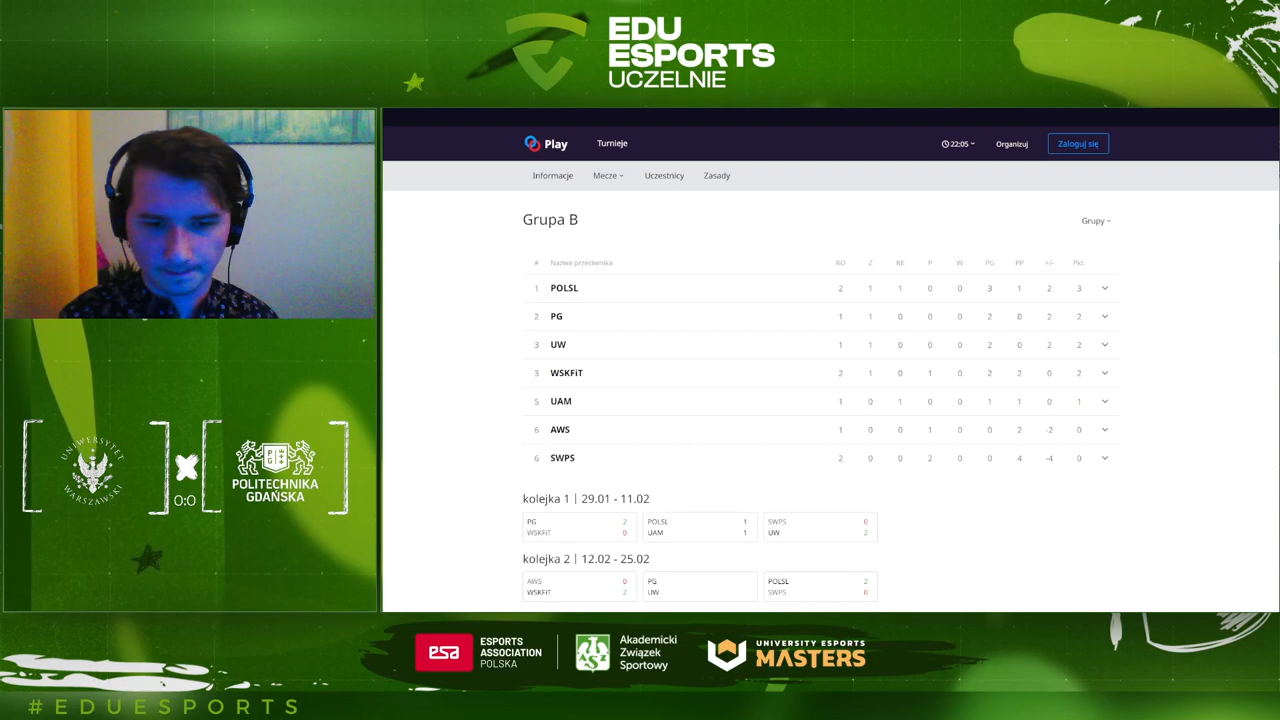 EDU
ESPORTS
UCZELNIE
Play
Turnieje
22:05
Organizuj
Zaloguj się
Informacje
Mecze
Uczestnicy
Zasady
Grupa B
Grupy
# Nazwa przeciwnika RO Z RE P W PG PP +/- Pkt.
1 POLSL 2 1 1 0 0 3 1 2 3
2 PG 1 1 0 0 0 2 0 2 2
3 UW 1 1 0 0 0 2 0 2 2
3 WSKFiT 2 1 0 1 0 2 2 0 2
5 UAM 1 0 1 0 0 1 1 0 1
6 AWS 1 0 0 1 0 0 2 -2 0
6 SWPS 2 0 0 2 0 0 4 -4 0
kolejka 1 | 29.01 - 11.02
PG 2
WSKFiT 0
POLSL 1
UAM 1
SWPS 0
UW 2
kolejka 2 | 12.02 - 25.02
AWS 0
WSKFiT 2
PG
UW
POLSL 2
SWPS 0
UNIWERSYTET
WARSZAWSKI
0:0
PG
POLITECHNIKA
GDAŃSKA
esa
ESPORTS
ASSOCIATION
POLSKA
AZS
Akademicki
Związek
Sportowy
UNIVERSITY ESPORTS
MASTERS
#EDUESPORTS